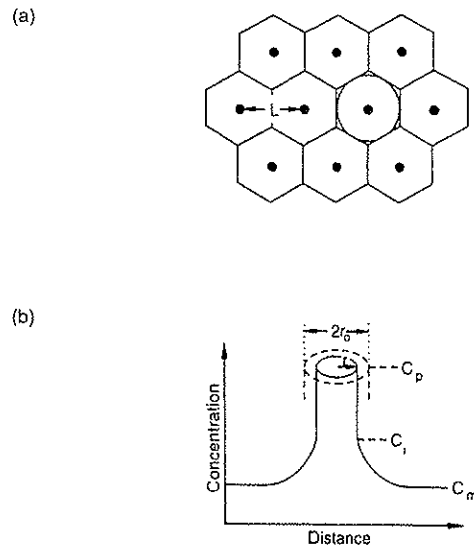 (a)
L
(b)
2r₀
Cₚ
Cᵢ
Cₘ
Concentration
Distance